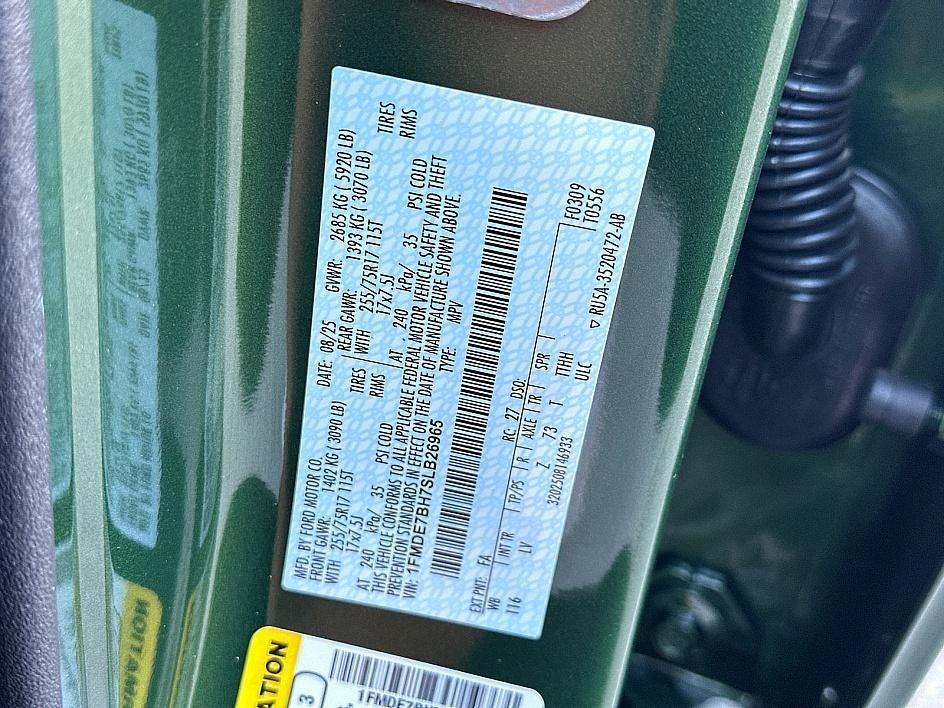 MFD. BY FORD MOTOR CO.
DATE: 08/25 GVWR: 2685 KG ( 5920 LB)
FRONT GAWR: 1402 KG ( 3090 LB) REAR GAWR: 1393 KG ( 3070 LB)
WITH 255/75R17 115T TIRES WITH 255/75R17 115T TIRES
17x7.5J RIMS 17x7.5J RIMS
AT 240 kPa/ 35 PSI COLD AT 240 kPa/ 35 PSI COLD
THIS VEHICLE CONFORMS TO ALL APPLICABLE FEDERAL MOTOR VEHICLE SAFETY AND THEFT
PREVENTION STANDARDS IN EFFECT ON THE DATE OF MANUFACTURE SHOWN ABOVE.
VIN: 1FMDE7BH7SLB26965
TYPE: MPV
EXT PNT: FA RC: 27 DSO: F0309
WB INT TR TP/PS R AXLE TR SPR T0556
116 LV Z 73 T TTHH
3202508146933 ULC
▽ RU5A-3520472-AB
3
1FMDE7B